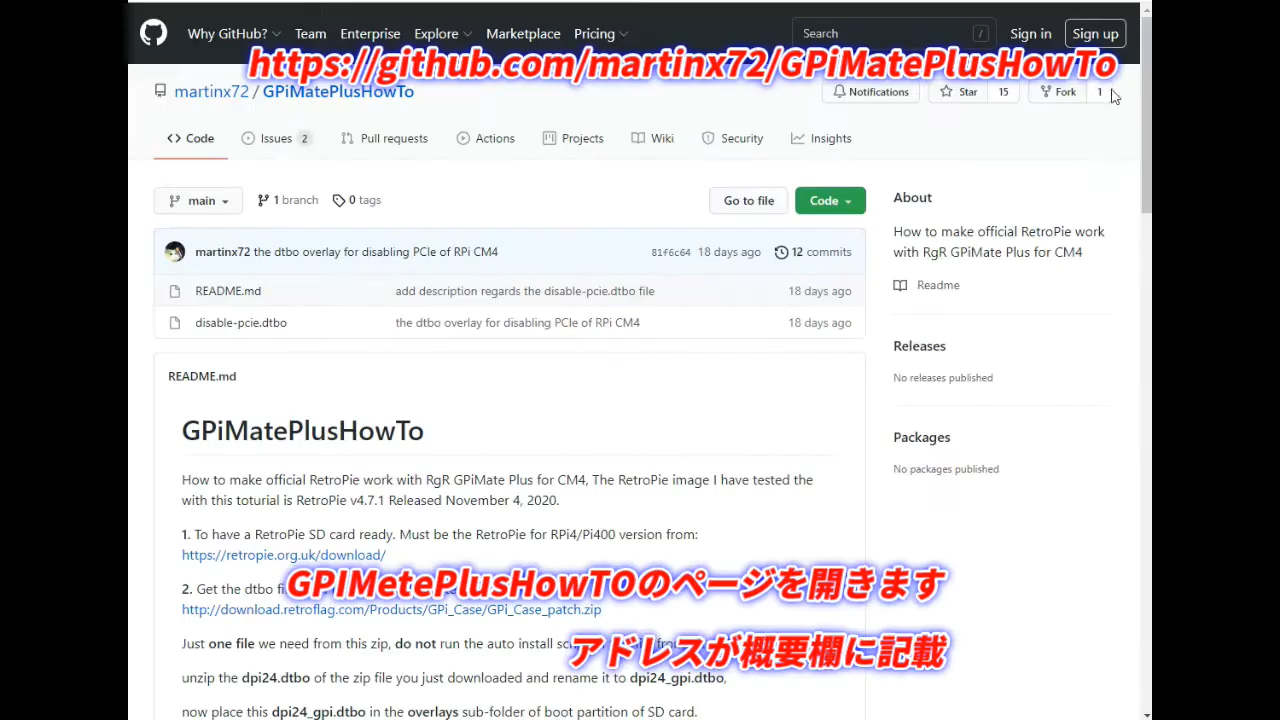 Why GitHub? Team Enterprise Explore Marketplace Pricing Search / Sign in Sign up
https://github.com/martinx72/GPiMatePlusHowTo
martinx72 / GPiMatePlusHowTo Notifications Star 15 Fork 1
Code Issues 2 Pull requests Actions Projects Wiki Security Insights
main 1 branch 0 tags Go to file Code
martinx72 the dtbo overlay for disabling PCIe of RPi CM4 81f6c64 18 days ago 12 commits
README.md add description regards the disable-pcie.dtbo file 18 days ago
disable-pcie.dtbo the dtbo overlay for disabling PCIe of RPi CM4 18 days ago
About
How to make official RetroPie work
with RgR GPiMate Plus for CM4
Readme
Releases
No releases published
Packages
No packages published
README.md
GPiMatePlusHowTo
How to make official RetroPie work with RgR GPiMate Plus for CM4, The RetroPie image I have tested the
with this toturial is RetroPie v4.7.1 Released November 4, 2020.
1. To have a RetroPie SD card ready. Must be the RetroPie for RPi4/Pi400 version from:
https://retropie.org.uk/download/
2. Get the dtbo
GPIMetePlusHowTOのページを開きます
http://download.retroflag.com/Products/GPi_Case/GPi_Case_patch.zip
Just one file we need from this zip, do not run the auto install
アドレスが概要欄に記載
unzip the dpi24.dtbo of the zip file you just downloaded and rename it to dpi24_gpi.dtbo,
now place this dpi24_gpi.dtbo in the overlays sub-folder of boot partition of SD card.